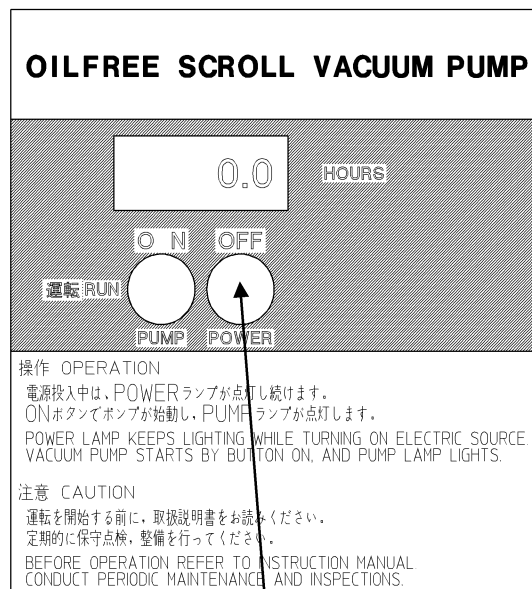 OILFREE SCROLL VACUUM PUMP
0.0 HOURS
ON OFF
運転 RUN
PUMP POWER
操作 OPERATION
電源投入中は、POWERランプが点灯し続けます。
ONボタンでポンプが始動し，PUMPランプが点灯します。
POWER LAMP KEEPS LIGHTING WHILE TURNING ON ELECTRIC SOURCE
VACUUM PUMP STARTS BY BUTTON ON, AND PUMP LAMP LIGHTS.
注意 CAUTION
運転を開始する前に，取扱説明書をお読みください。
定期的に保守点検，整備を行ってください。
BEFORE OPERATION REFER TO INSTRUCTION MANUAL
CONDUCT PERIODIC MAINTENANCE AND INSPECTIONS.